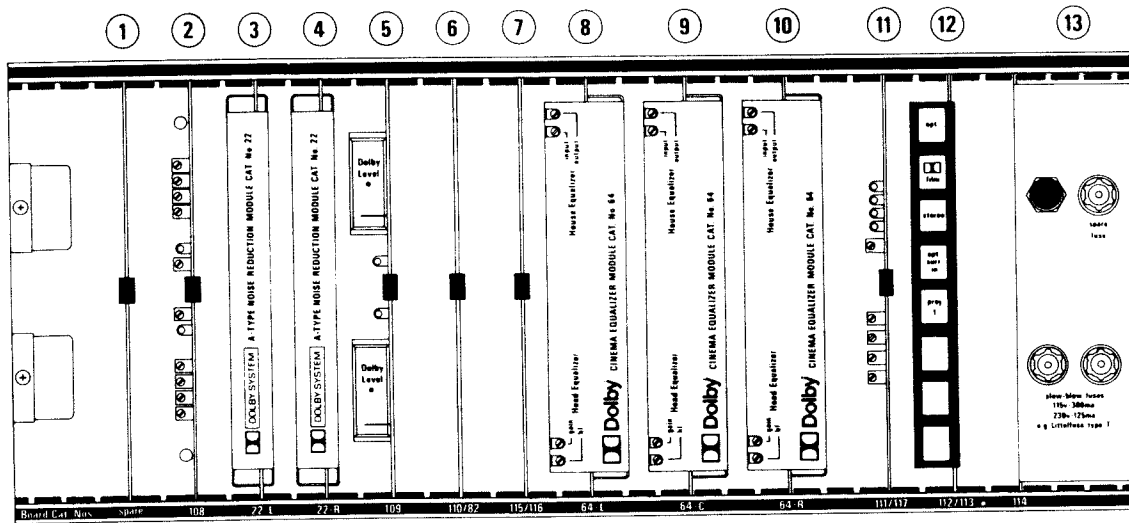 1 2 3 4 5 6 7 8 9 10 11 12 13
A-TYPE NOISE REDUCTION MODULE CAT No 22
DOLBY SYSTEM
A-TYPE NOISE REDUCTION MODULE CAT No 22
DOLBY SYSTEM
Dolby
Level
Dolby
Level
input
output
House Equalizer
Head Equalizer
gain
hf
Dolby CINEMA EQUALIZER MODULE CAT No 64
input
output
House Equalizer
Head Equalizer
gain
hf
Dolby CINEMA EQUALIZER MODULE CAT No 64
input
output
House Equalizer
Head Equalizer
gain
hf
Dolby CINEMA EQUALIZER MODULE CAT No. 64
opt
stereo
opt
proj
1
spare
fuse
slow-blow fuses
115v-300ma
230v-125ma
e.g Littelfuse type T
Board Cat Nos spare 108 22-L 22-R 109 110/82 115/116 64-L 64-C 64-R 111/117 112/113 * 114